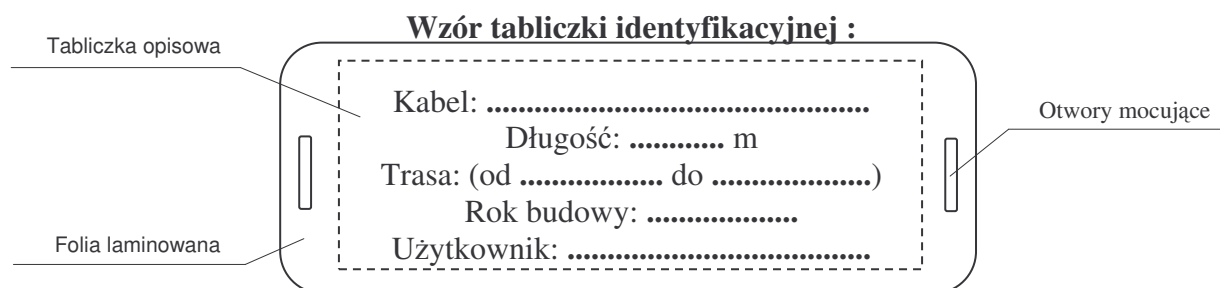 Wzór tabliczki identyfikacyjnej :
Tabliczka opisowa
Kabel: ................................................
Otwory mocujące
Długość: ............ m
Trasa: (od .................. do ....................)
Rok budowy: ...................
Folia laminowana
Użytkownik: ......................................